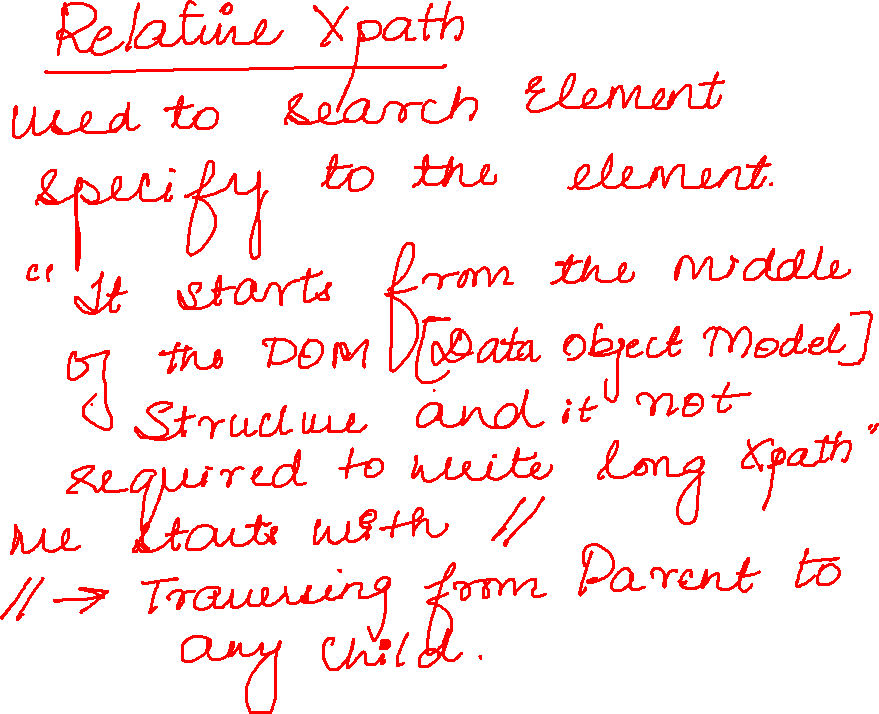 Relative Xpath
used to search Element
specify to the element.
"It starts from the middle
of the DOM [Data object Model]
Structure and it not
required to write long Xpath"
we starts with //
// → Traversing from Parent to
any child.